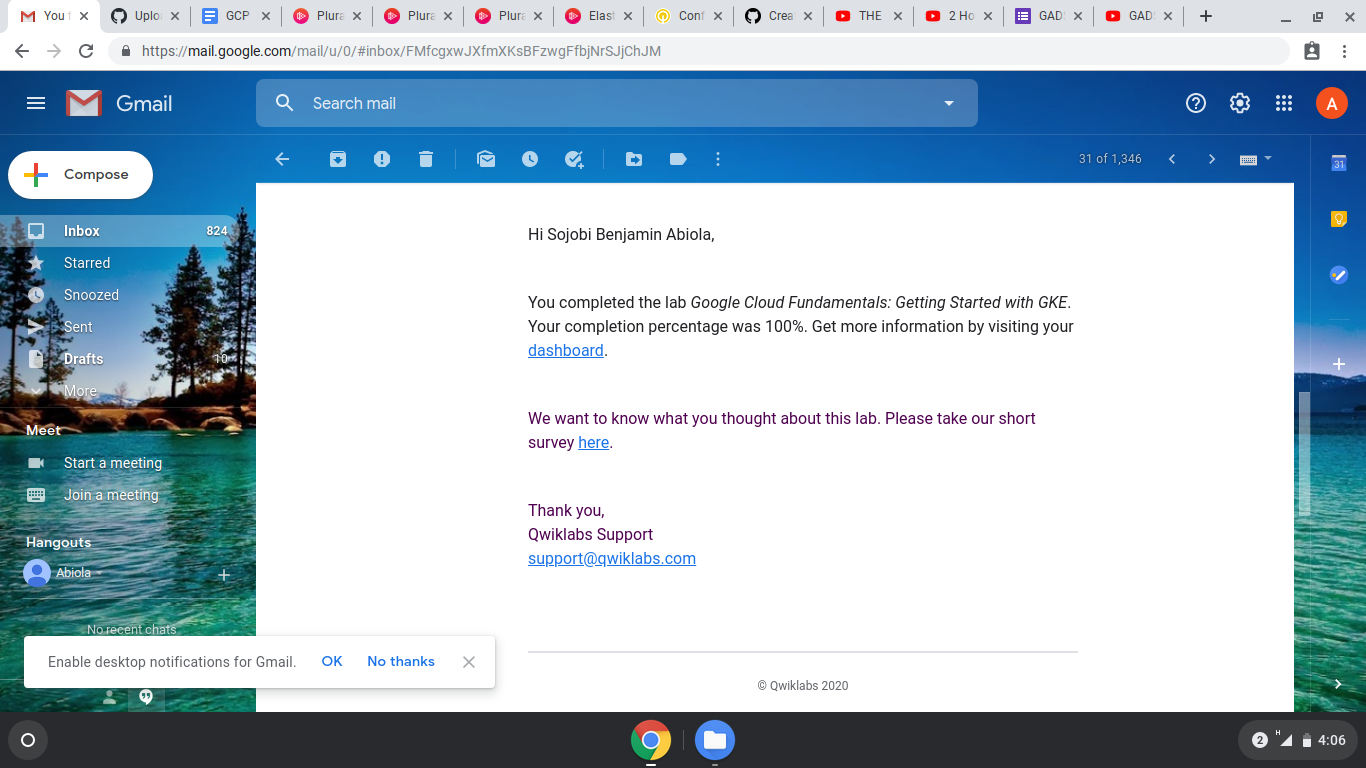 You f
Uplo
GCP
Plura
Plura
Plura
Elast
Conf
Creat
THE
2 Ho
GAD
GAD
https://mail.google.com/mail/u/0/#inbox/FMfcgxwJXfmXKsBFzwgFfbjNrSJjChJM
Gmail
Search mail
A
Compose
31 of 1,346
31
Inbox 824
Starred
Snoozed
Sent
Drafts 10
More
Meet
Start a meeting
Join a meeting
Hangouts
Abiola
No recent chats
Hi Sojobi Benjamin Abiola,
You completed the lab Google Cloud Fundamentals: Getting Started with GKE.
Your completion percentage was 100%. Get more information by visiting your
dashboard.
We want to know what you thought about this lab. Please take our short
survey here.
Thank you,
Qwiklabs Support
support@qwiklabs.com
© Qwiklabs 2020
Enable desktop notifications for Gmail. OK No thanks
2 H 4:06